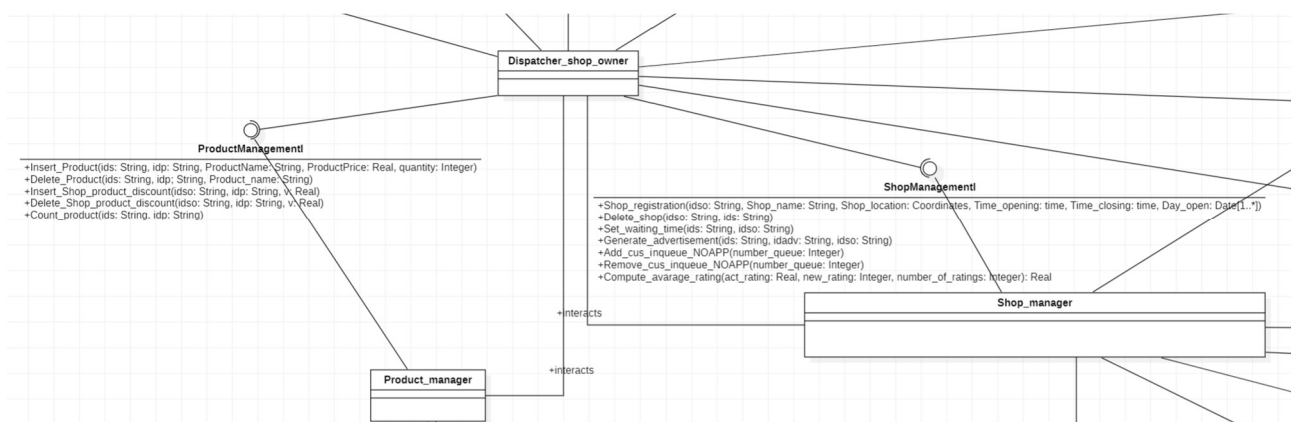 Dispatcher_shop_owner
ProductManagementI
+Insert_Product(ids: String, idp: String, ProductName: String, ProductPrice: Real, quantity: Integer)
+Delete_Product(ids: String, idp; String, Product_name: String)
+Insert_Shop_product_discount(idso: String, idp: String, v: Real)
+Delete_Shop_product_discount(idso: String, idp: String, v: Real)
+Count_product(ids: String, idp: String)
ShopManagementI
+Shop_registration(idso: String, Shop_name: String, Shop_location: Coordinates, Time_opening: time, Time_closing: time, Day_open: Date[1..*])
+Delete_shop(idso: String, ids: String)
+Set_waiting_time(ids: String, idso: String)
+Generate_advertisement(ids: String, idadv: String, idso: String)
+Add_cus_inqueue_NOAPP(number_queue: Integer)
+Remove_cus_inqueue_NOAPP(number_queue: Integer)
+Compute_avarage_rating(act_rating: Real, new_rating: Integer, number_of_ratings: Integer): Real
Shop_manager
+interacts
+interacts
Product_manager